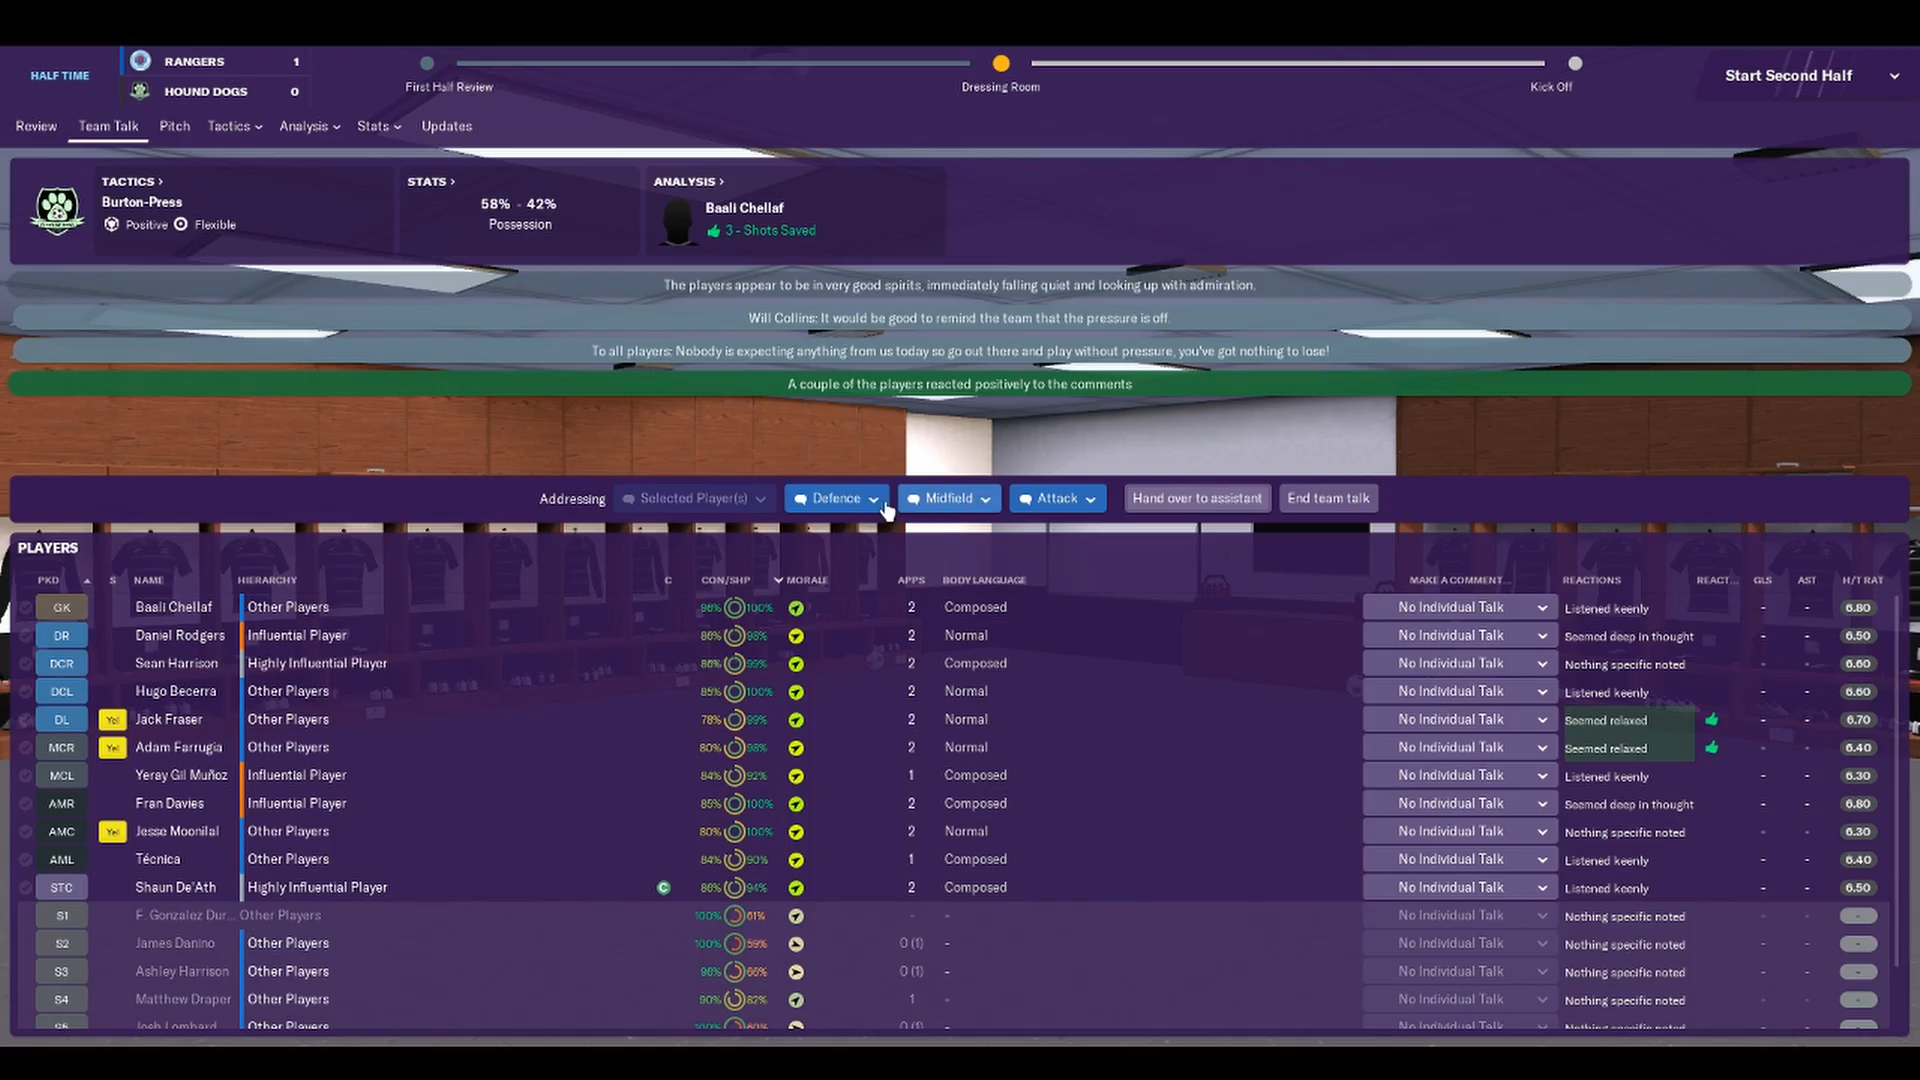 HALF TIME
RANGERS 1
HOUND DOGS 0
First Half Review
Dressing Room
Kick Off
Start Second Half
Review Team Talk Pitch Tactics Analysis Stats Updates
TACTICS
Burton-Press
Positive Flexible
STATS
58% - 42%
Possession
ANALYSIS
Baali Chellaf
3 - Shots Saved
The players appear to be in very good spirits, immediately falling quiet and looking up with admiration.
Will Collins: It would be good to remind the team that the pressure is off.
To all players: Nobody is expecting anything from us today so go out there and play without pressure, you've got nothing to lose!
A couple of the players reacted positively to the comments
Addressing Selected Player(s) Defence Midfield Attack Hand over to assistant End team talk
PLAYERS
PKD S NAME HIERARCHY C CON/SHP MORALE APPS BODY LANGUAGE MAKE A COMMENT... REACTIONS REACT... GLS AST H/T RAT
GK Baali Chellaf Other Players 96% 100% 2 Composed No Individual Talk Listened keenly - - 6.80
DR Daniel Rodgers Influential Player 86% 98% 2 Normal No Individual Talk Seemed deep in thought - - 6.50
DCR Sean Harrison Highly Influential Player 86% 99% 2 Composed No Individual Talk Nothing specific noted - - 6.60
DCL Hugo Becerra Other Players 85% 100% 2 Normal No Individual Talk Listened keenly - - 6.60
DL Yel Jack Fraser Other Players 78% 99% 2 Normal No Individual Talk Seemed relaxed - - 6.70
MCR Yel Adam Farrugia Other Players 80% 98% 2 Normal No Individual Talk Seemed relaxed - - 6.40
MCL Yeray Gil Muñoz Influential Player 84% 92% 1 Composed No Individual Talk Listened keenly - - 6.30
AMR Fran Davies Influential Player 85% 100% 2 Composed No Individual Talk Seemed deep in thought - - 6.80
AMC Yel Jesse Moonilal Other Players 80% 100% 2 Normal No Individual Talk Nothing specific noted - - 6.30
AML Técnica Other Players 84% 90% 1 Composed No Individual Talk Listened keenly - - 6.40
STC Shaun De'Ath Highly Influential Player C 86% 94% 2 Composed No Individual Talk Listened keenly - - 6.50
S1 F. Gonzalez Dur... Other Players 100% 61% - - No Individual Talk Nothing specific noted - - -
S2 James Danino Other Players 100% 59% 0 (1) - No Individual Talk Nothing specific noted - - -
S3 Ashley Harrison Other Players 96% 66% 0 (1) - No Individual Talk Nothing specific noted - - -
S4 Matthew Draper Other Players 90% 82% 1 - No Individual Talk Nothing specific noted - - -
S5 Josh Lombard Other Players 100% 60% 0 (1) - No Individual Talk Nothing specific noted - - -